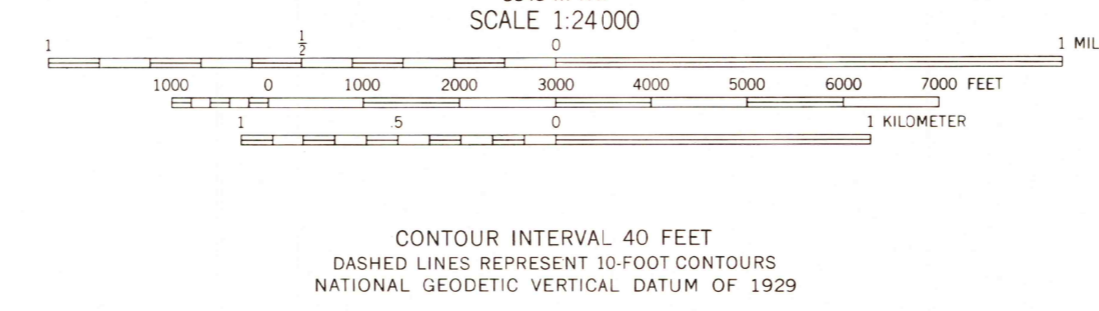 SCALE 1:24 000
1 ½ 0 1 MIL
1000 0 1000 2000 3000 4000 5000 6000 7000 FEET
1 .5 0 1 KILOMETER
CONTOUR INTERVAL 40 FEET
DASHED LINES REPRESENT 10-FOOT CONTOURS
NATIONAL GEODETIC VERTICAL DATUM OF 1929